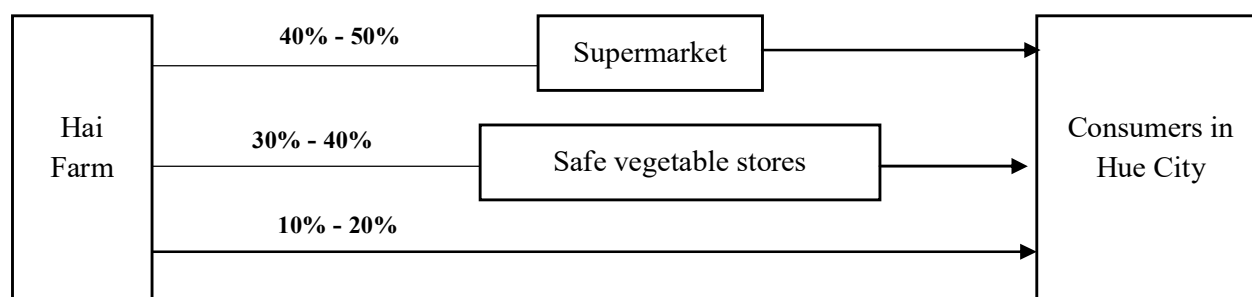 40% - 50%
Supermarket
Hai
Farm
30% - 40%
Safe vegetable stores
Consumers in
Hue City
10% - 20%